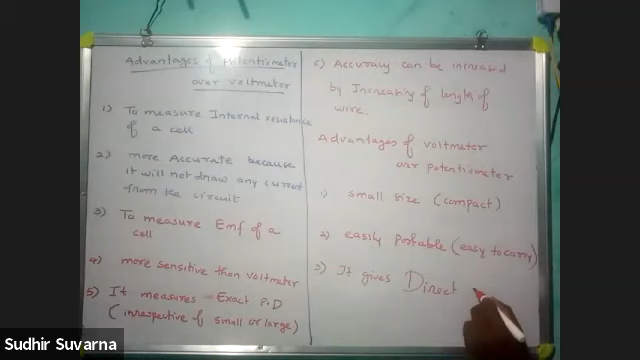 Advantages of potentiometer
over voltmeter
1) To measure Internal resistance
of a cell
2) more Accurate because
it will not draw any current
from the circuit
3) To measure Emf of a
cell
4) more sensitive than voltmeter
5) It measures Exact P.D
(irrespective of small or large)
6) Accuracy can be increased
by Increasing of length of
wire.
Advantages of voltmeter
over potentiometer
1) small size (compact)
2) easily portable (easy to carry)
3) It gives Direct
Sudhir Suvarna